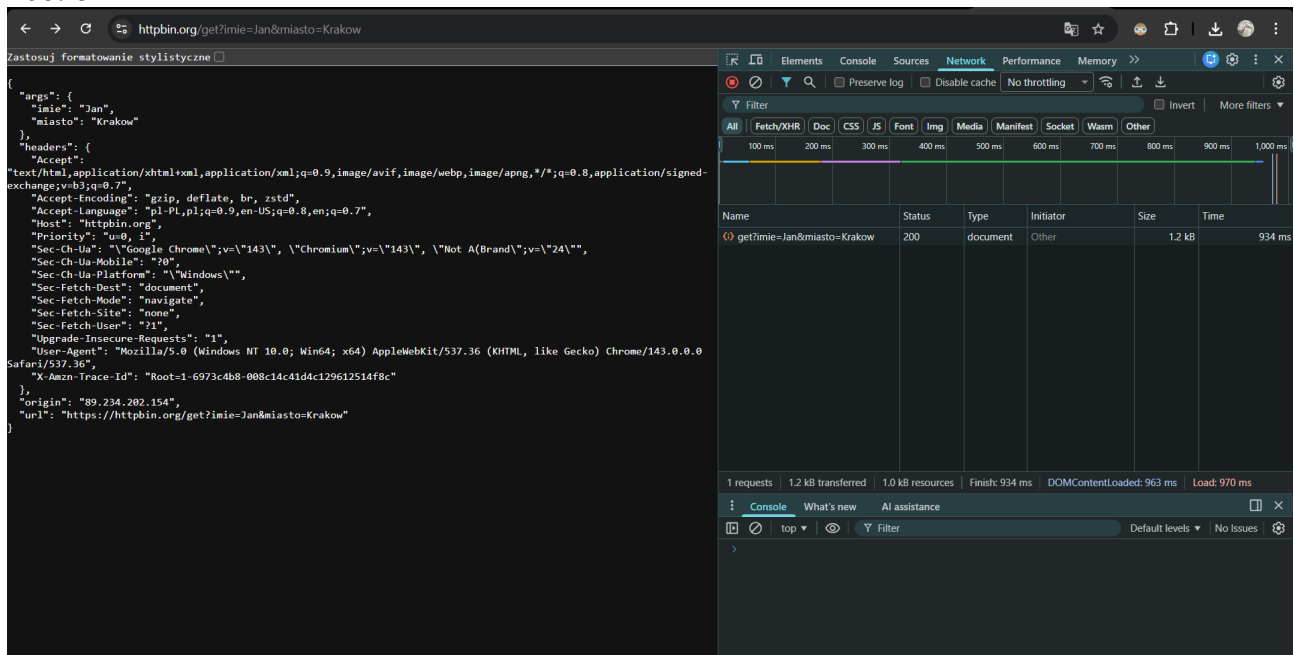 httpbin.org/get?imie=Jan&miasto=Krakow
Zastosuj formatowanie stylistyczne
{
"args": {
"imie": "Jan",
"miasto": "Krakow"
},
"headers": {
"Accept":
"text/html,application/xhtml+xml,application/xml;q=0.9,image/avif,image/webp,image/apng,*/*;q=0.8,application/signed-
exchange;v=b3;q=0.7",
"Accept-Encoding": "gzip, deflate, br, zstd",
"Accept-Language": "pl-PL,pl;q=0.9,en-US;q=0.8,en;q=0.7",
"Host": "httpbin.org",
"Priority": "u=0, i",
"Sec-Ch-Ua": "\"Google Chrome\";v=\"143\", \"Chromium\";v=\"143\", \"Not A(Brand\";v=\"24\"",
"Sec-Ch-Ua-Mobile": "?0",
"Sec-Ch-Ua-Platform": "\"Windows\"",
"Sec-Fetch-Dest": "document",
"Sec-Fetch-Mode": "navigate",
"Sec-Fetch-Site": "none",
"Sec-Fetch-User": "?1",
"Upgrade-Insecure-Requests": "1",
"User-Agent": "Mozilla/5.0 (Windows NT 10.0; Win64; x64) AppleWebKit/537.36 (KHTML, like Gecko) Chrome/143.0.0.0
Safari/537.36",
"X-Amzn-Trace-Id": "Root=1-6973c4b8-008c14c41d4c129612514f8c"
},
"origin": "89.234.202.154",
"url": "https://httpbin.org/get?imie=Jan&miasto=Krakow"
}
Elements Console Sources Network Performance Memory
Preserve log Disable cache No throttling
Filter Invert More filters
All Fetch/XHR Doc CSS JS Font Img Media Manifest Socket Wasm Other
100 ms 200 ms 300 ms 400 ms 500 ms 600 ms 700 ms 800 ms 900 ms 1,000 ms
Name Status Type Initiator Size Time
get?imie=Jan&miasto=Krakow 200 document Other 1.2 kB 934 ms
1 requests 1.2 kB transferred 1.0 kB resources Finish: 934 ms DOMContentLoaded: 963 ms Load: 970 ms
Console What's new AI assistance
top Filter Default levels No Issues